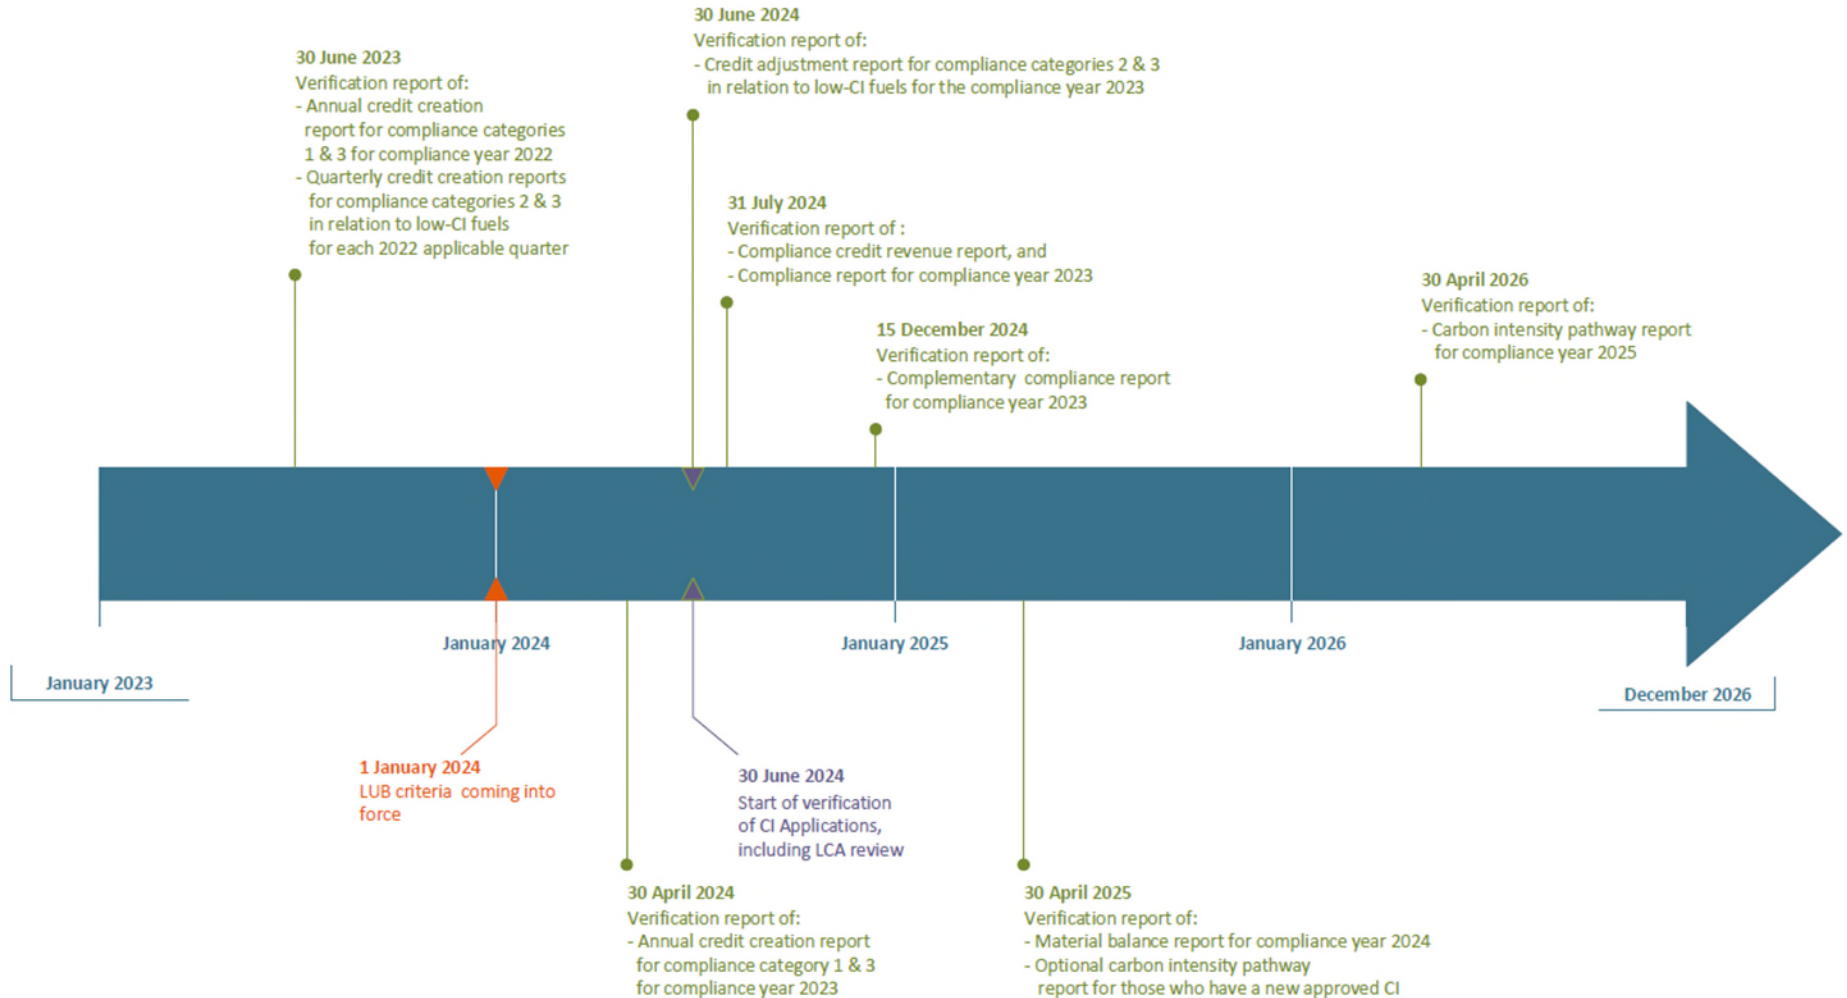 30 June 2024
Verification report of:
- Credit adjustment report for compliance categories 2 & 3
in relation to low-CI fuels for the compliance year 2023
30 June 2023
Verification report of:
- Annual credit creation
report for compliance categories
1 & 3 for compliance year 2022
- Quarterly credit creation reports
for compliance categories 2 & 3
in relation to low-CI fuels
for each 2022 applicable quarter
31 July 2024
Verification report of :
- Compliance credit revenue report, and
- Compliance report for compliance year 2023
15 December 2024
Verification report of:
- Complementary compliance report
for compliance year 2023
30 April 2026
Verification report of:
- Carbon intensity pathway report
for compliance year 2025
January 2023
January 2024
January 2025
January 2026
December 2026
1 January 2024
LUB criteria coming into
force
30 June 2024
Start of verification
of CI Applications,
including LCA review
30 April 2024
Verification report of:
- Annual credit creation report
for compliance category 1 & 3
for compliance year 2023
30 April 2025
Verification report of:
- Material balance report for compliance year 2024
- Optional carbon intensity pathway
report for those who have a new approved CI